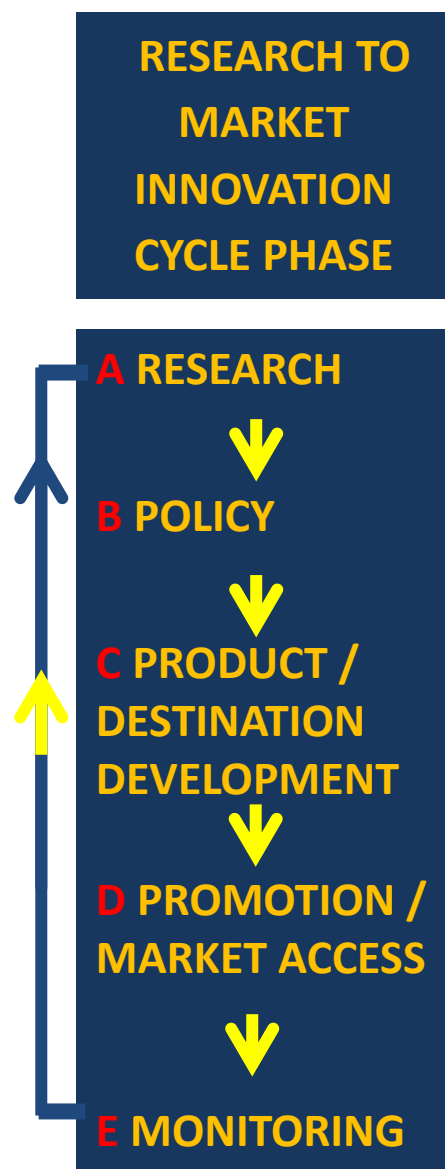 RESEARCH TO
MARKET
INNOVATION
CYCLE PHASE
A RESEARCH
B POLICY
C PRODUCT /
DESTINATION
DEVELOPMENT
D PROMOTION /
MARKET ACCESS
E MONITORING